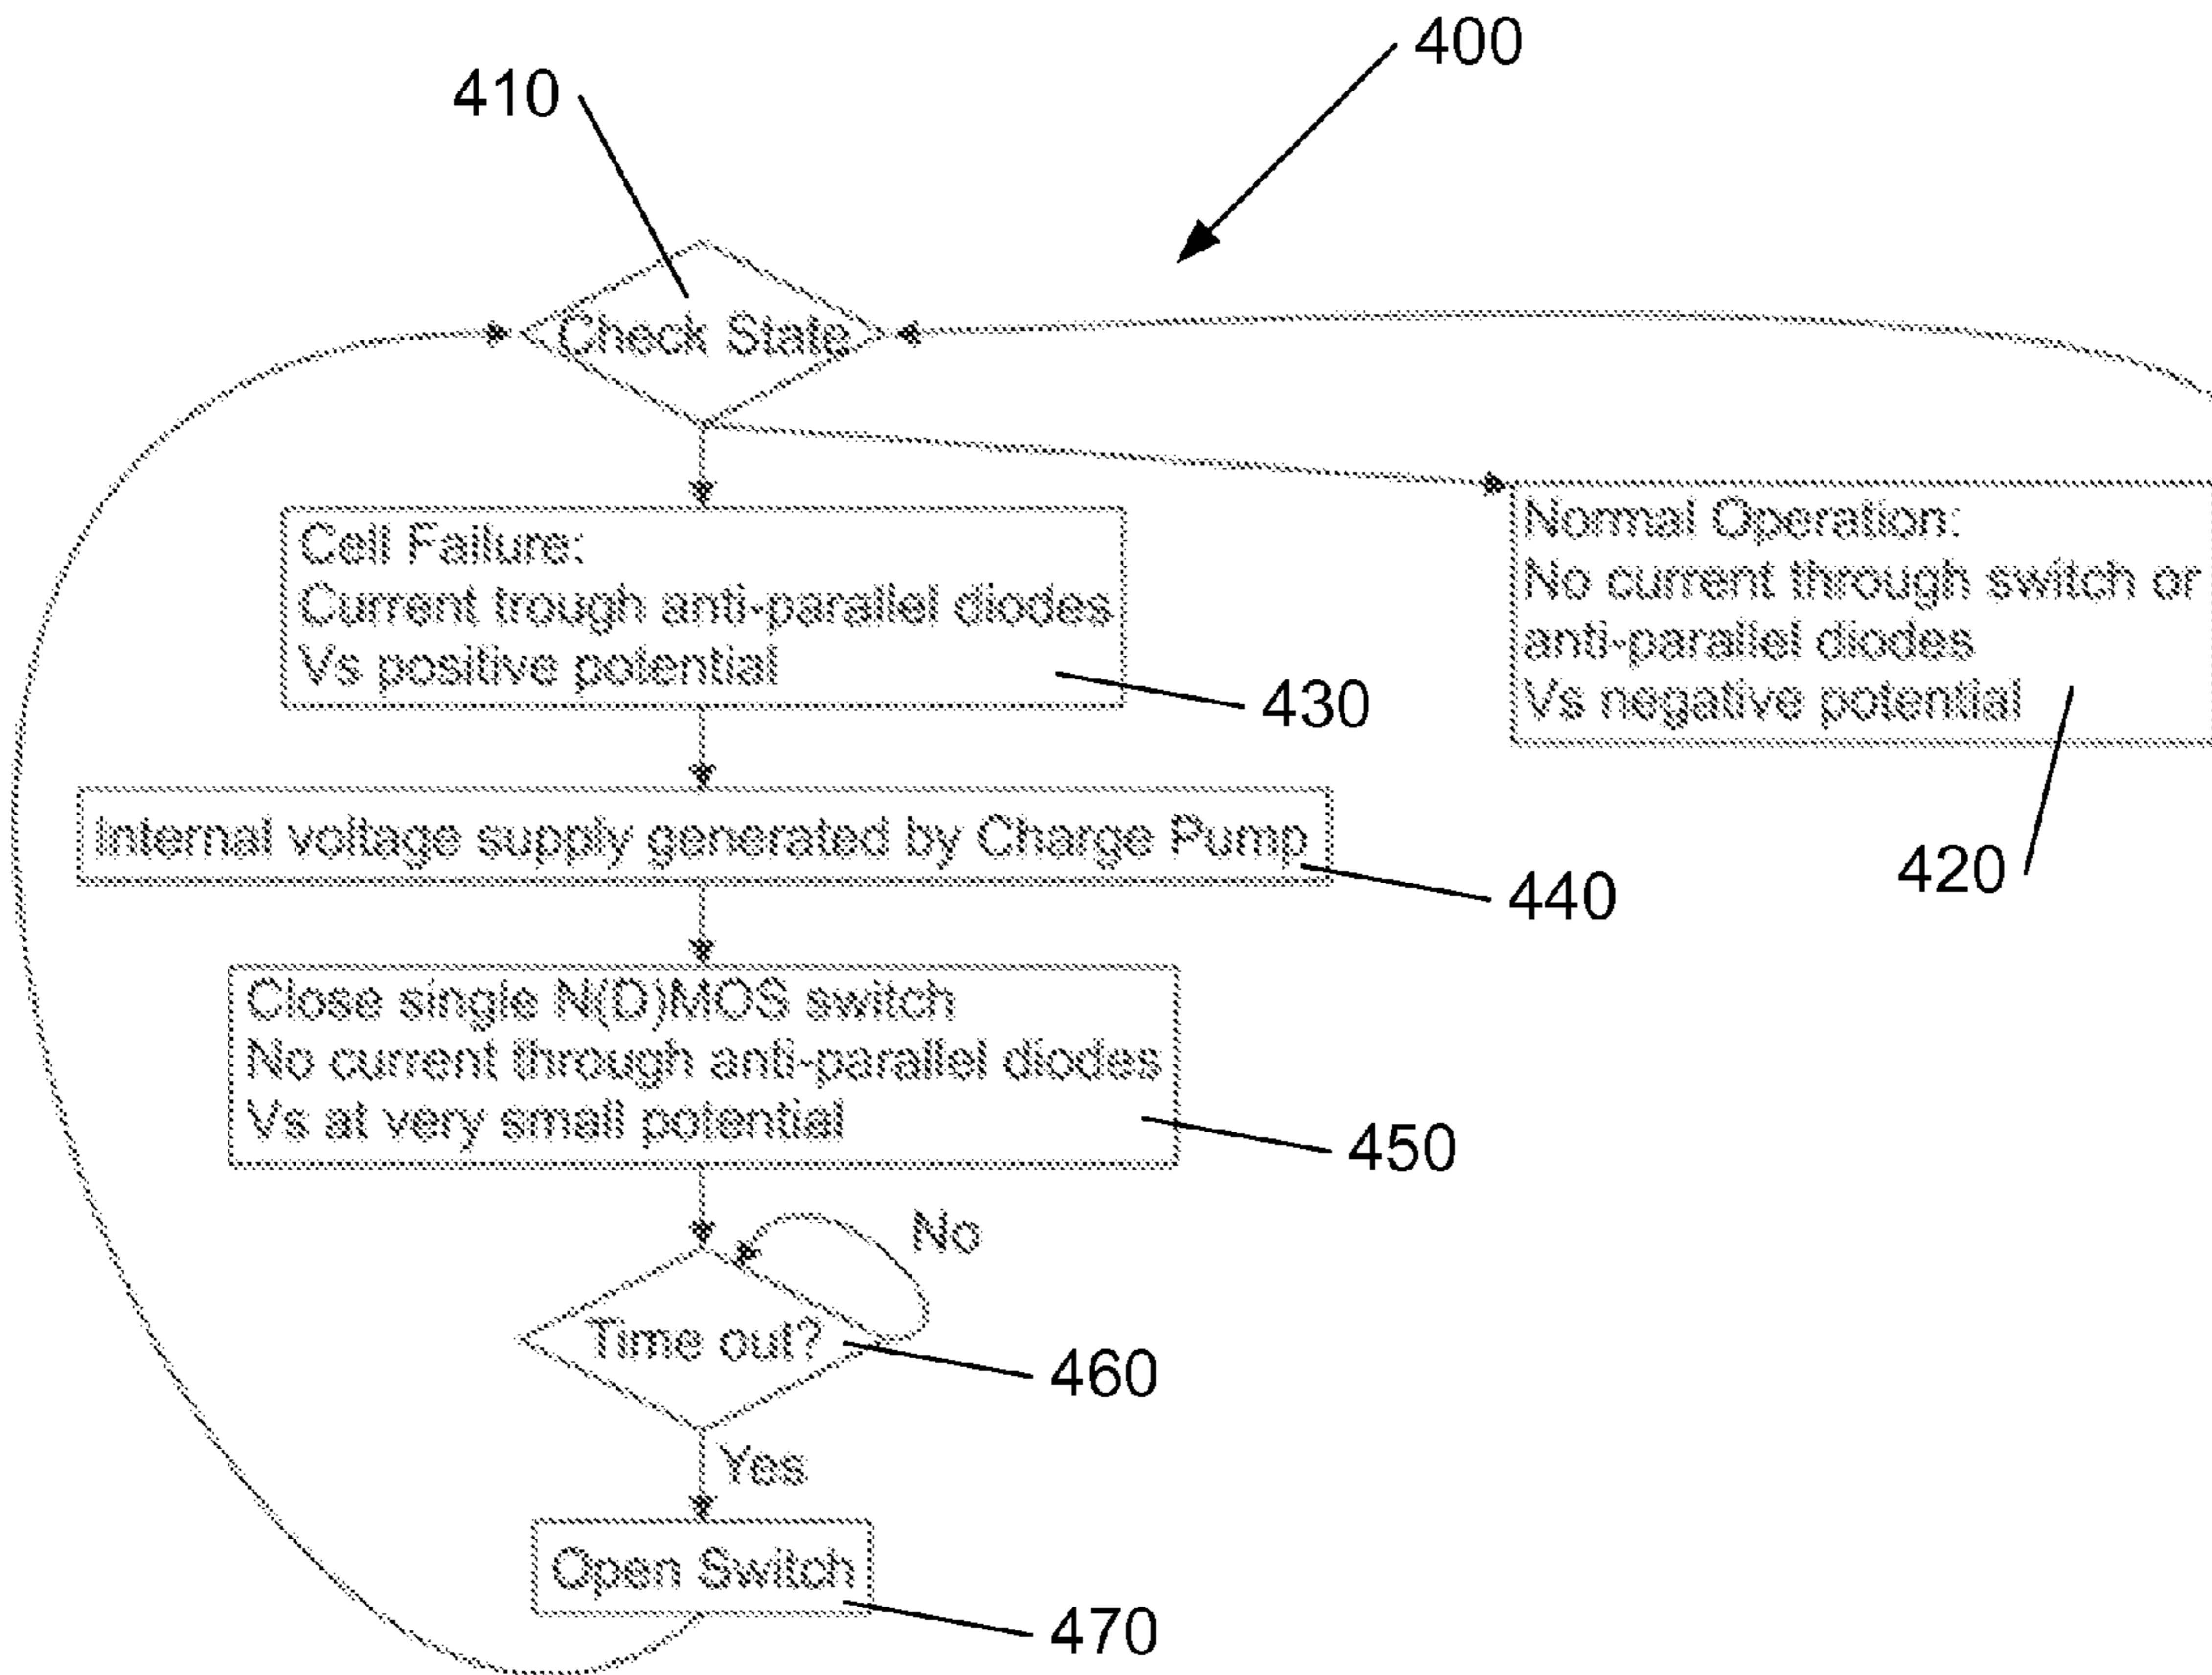 400
410
Check State
Cell Failure:
Current trough anti-parallel diodes
Vs positive potential
430
Normal Operation:
No current through switch or
anti-parallel diodes
Vs negative potential
420
Internal voltage supply generated by Charge Pump
440
Close single N(D)MOS switch
No current through anti-parallel diodes
Vs at very small potential
450
No
Time out?
460
Yes
Open Switch
470